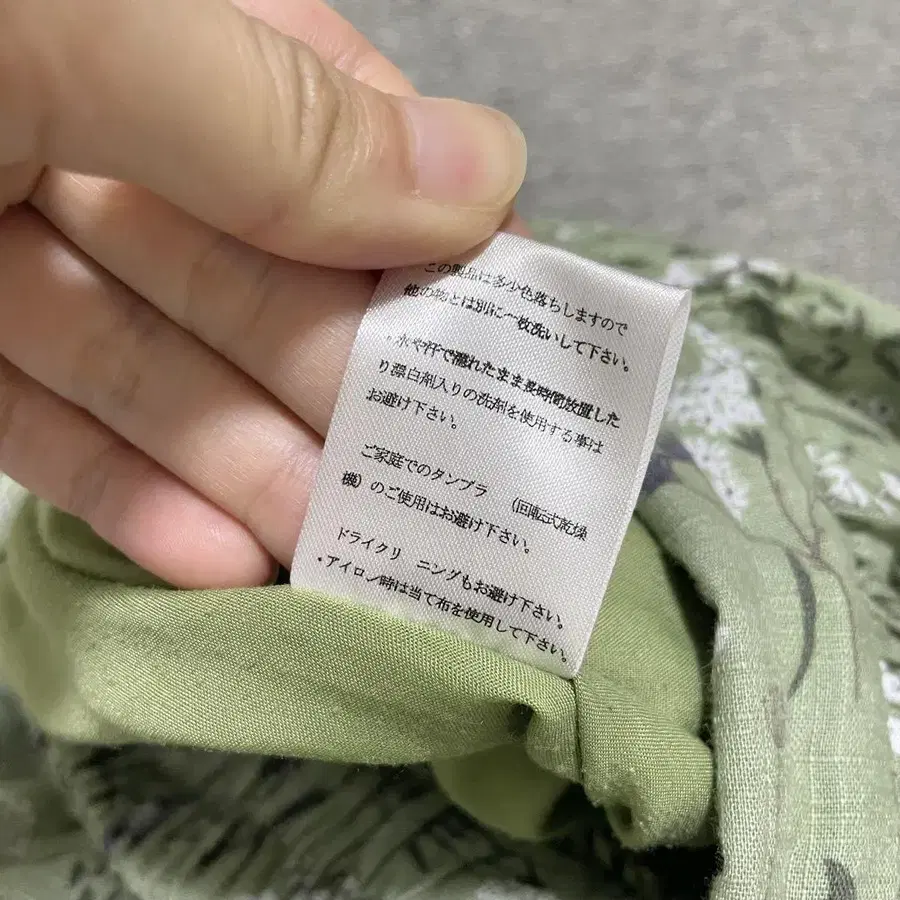 この製品は多少色落ちしますので
他の物とは別に一枚洗いして下さい。
・水や汗で濡れたまま長時間放置した
り漂白剤入りの洗剤を使用する事は
お避け下さい。
ご家庭でのタンブラ (回転式乾燥
機)のご使用はお避け下さい。
ドライクリ ニングもお避け下さい。
・アイロン時は当て布を使用して下さい。